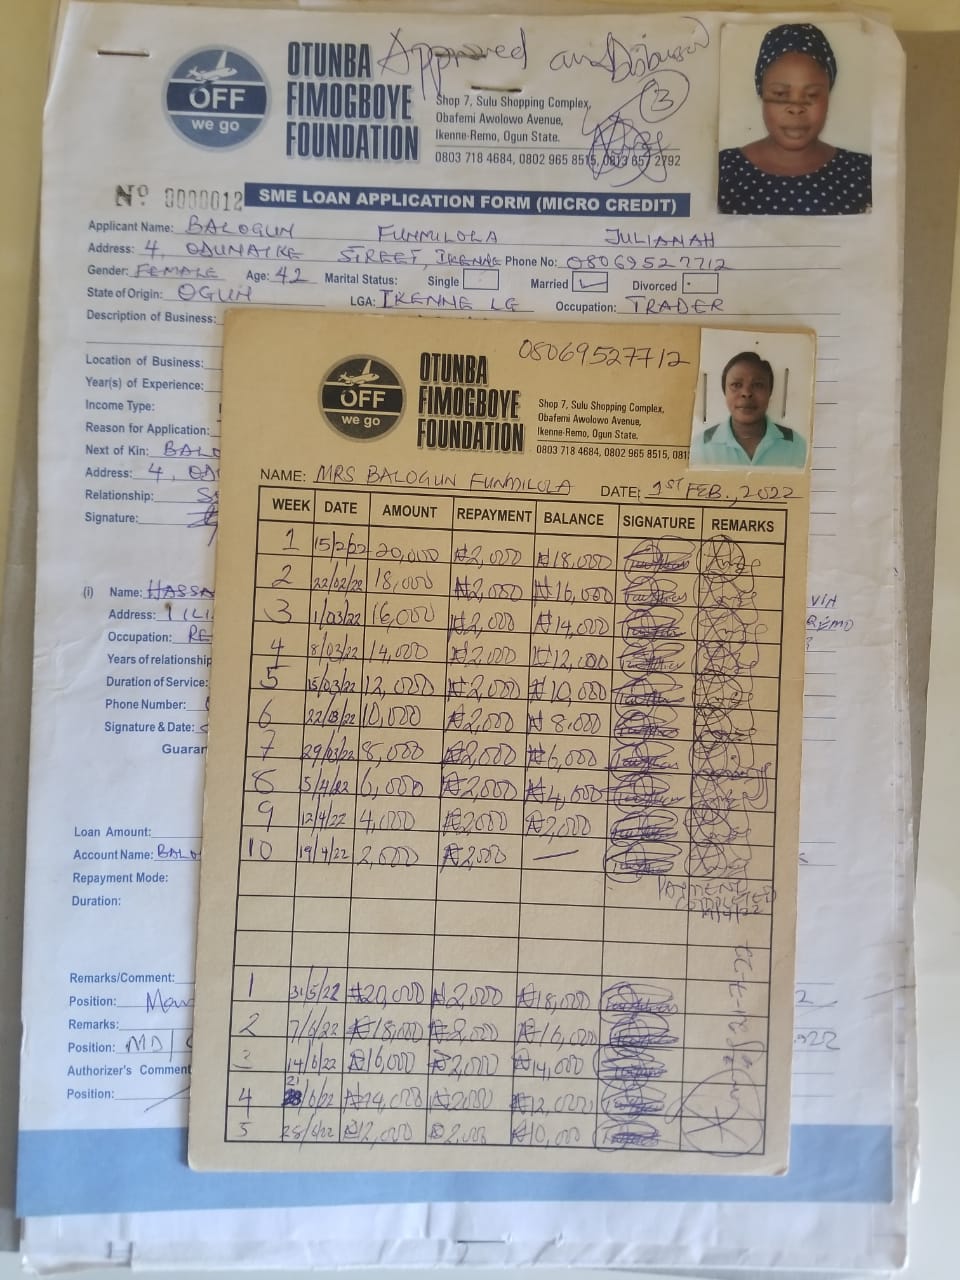 OFF
we go
OTUNBA
FIMOGBOYE
FOUNDATION
Approved and Disbursed
3
Shop 7, Sulu Shopping Complex,
Obafemi Awolowo Avenue,
Ikenne-Remo, Ogun State.
0803 718 4684, 0802 965 8515, 0813 657 2792
Nº 0000012
SME LOAN APPLICATION FORM (MICRO CREDIT)
Applicant Name: BALOGUN FUNMILOLA JULIANAH
Address: 4, ODUNAIKE STREET, IKENNE Phone No: 08069527712
Gender: FEMALE Age: 42 Marital Status: Single Married Divorced
State of Origin: OGUN LGA: IKENNE LG Occupation: TRADER
Description of Business:
Location of Business:
Year(s) of Experience:
Income Type:
Reason for Application:
Next of Kin: BALO
Address: 4, OD
Relationship: S
Signature:
(i) Name: HASSA
Address:
Occupation: RE
Years of relationship
Duration of Service:
Phone Number:
Signature & Date:
Guaran
Loan Amount:
Account Name: BALO
Repayment Mode:
Duration:
Remarks/Comment:
Position: Man
Remarks:
Position: MD/
Authorizer's Comment
Position:
OFF
we go
OTUNBA
FIMOGBOYE
FOUNDATION
08069527712
Shop 7, Sulu Shopping Complex,
Obafemi Awolowo Avenue,
Ikenne-Remo, Ogun State.
0803 718 4684, 0802 965 8515, 081
NAME: MRS BALOGUN FUNMILOLA DATE: 1ST FEB., 2022
WEEK DATE AMOUNT REPAYMENT BALANCE SIGNATURE REMARKS
1 15/2/22 20,000 ₦2,000 ₦18,000
2 22/02/22 18,000 ₦2,000 ₦16,000
3 1/03/22 16,000 ₦2,000 ₦14,000
4 8/03/22 14,000 ₦2,000 ₦12,000
5 15/03/22 12,000 ₦2,000 ₦10,000
6 22/03/22 10,000 ₦2,000 ₦8,000
7 29/03/22 8,000 ₦2,000 ₦6,000
8 5/4/22 6,000 ₦2,000 ₦4,000
9 12/4/22 4,000 ₦2,000 ₦2,000
10 19/4/22 2,000 ₦2,000 —
PAYMENT
COMPLETED
1 31/5/22 ₦20,000 ₦2,000 ₦18,000
2 7/6/22 ₦18,000 ₦2,000 ₦16,000
3 14/6/22 ₦16,000 ₦2,000 ₦14,000
4 21/6/22 ₦14,000 ₦2000 ₦12,000
5 28/6/22 ₦12,000 ₦2,000 ₦10,000